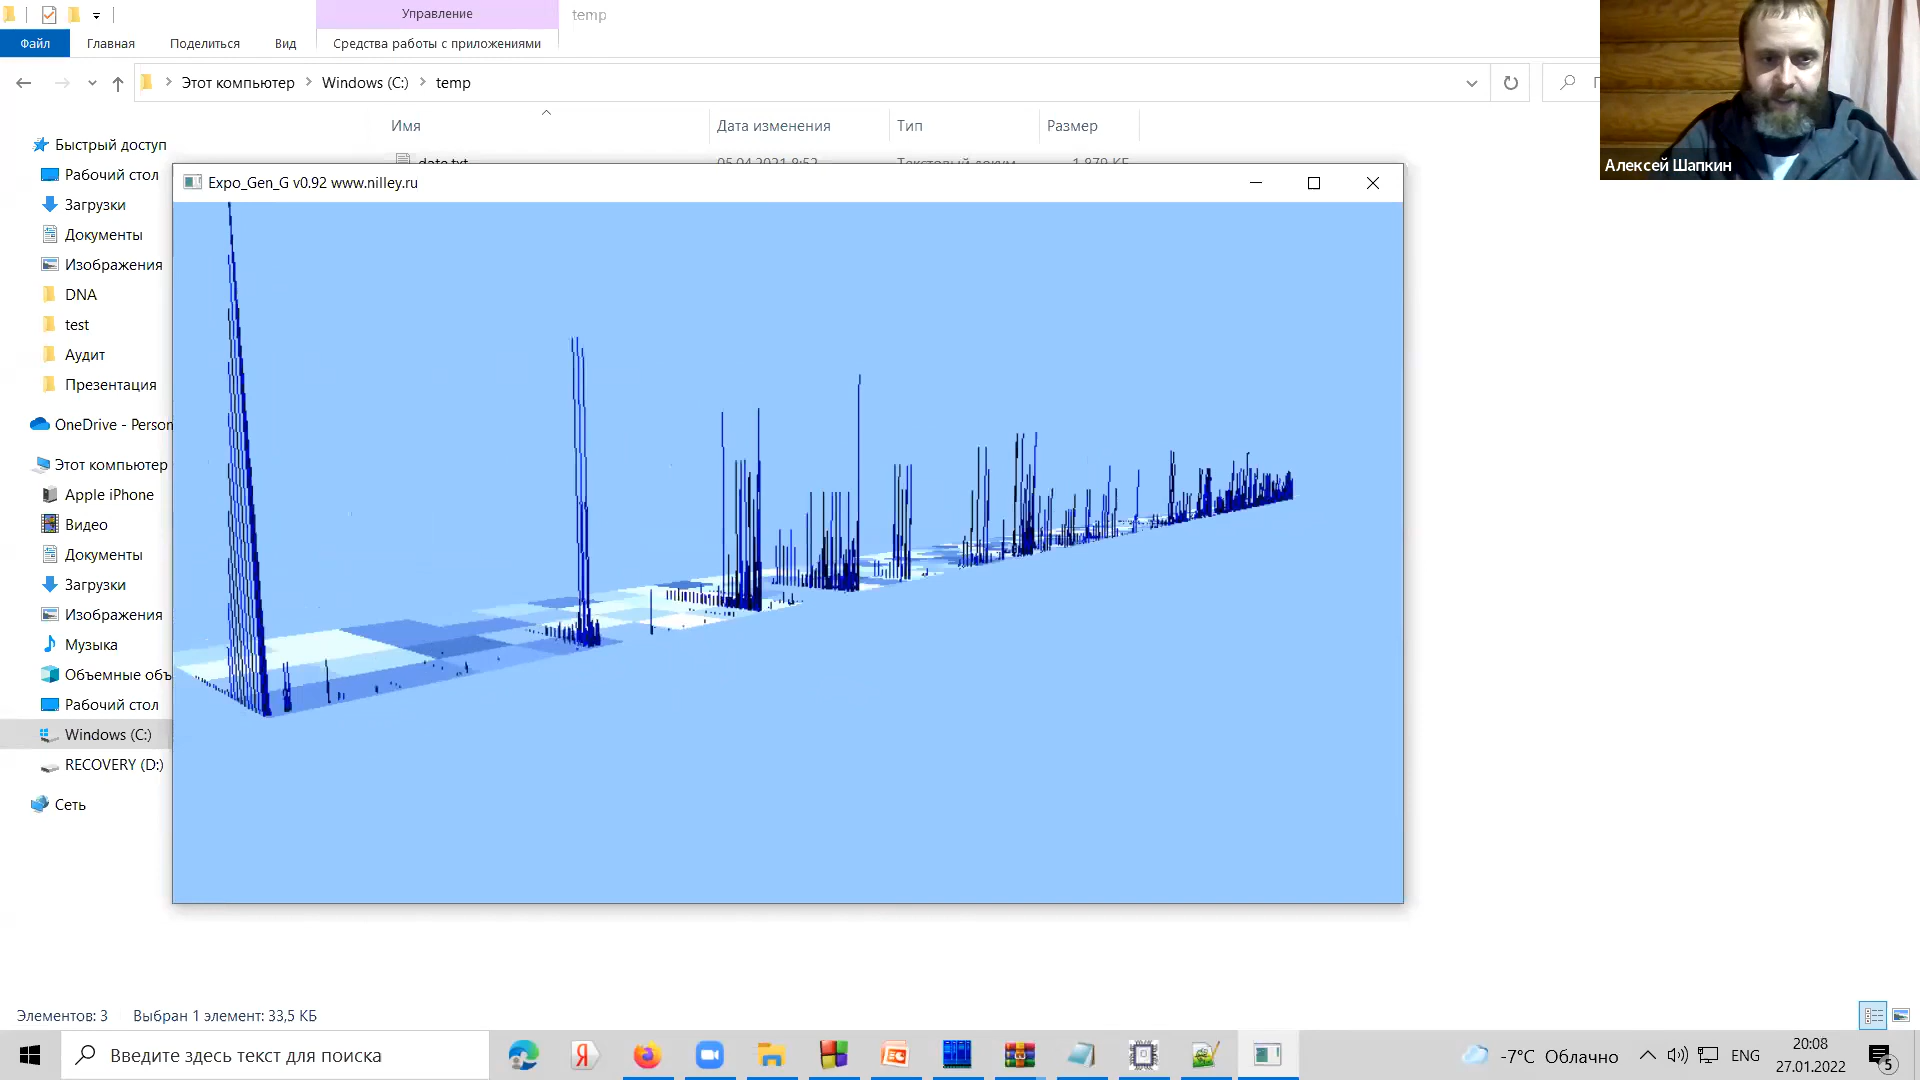 Управление
temp
Файл
Главная
Поделиться
Вид
Средства работы с приложениями
Этот компьютер
Windows (C:)
temp
Имя
Дата изменения
Тип
Размер
Алексей Шапкин
Быстрый доступ
Рабочий стол
Загрузки
Документы
Изображения
DNA
test
Аудит
Презентация
OneDrive - Person
Этот компьютер
Apple iPhone
Видео
Документы
Загрузки
Изображения
Музыка
Объемные объ
Рабочий стол
Windows (C:)
RECOVERY (D:)
Сеть
Expo_Gen_G v0.92 www.nilley.ru
Элементов: 3
Выбран 1 элемент: 33,5 КБ
Введите здесь текст для поиска
-7°C Облачно
ENG
20:08
27.01.2022
5